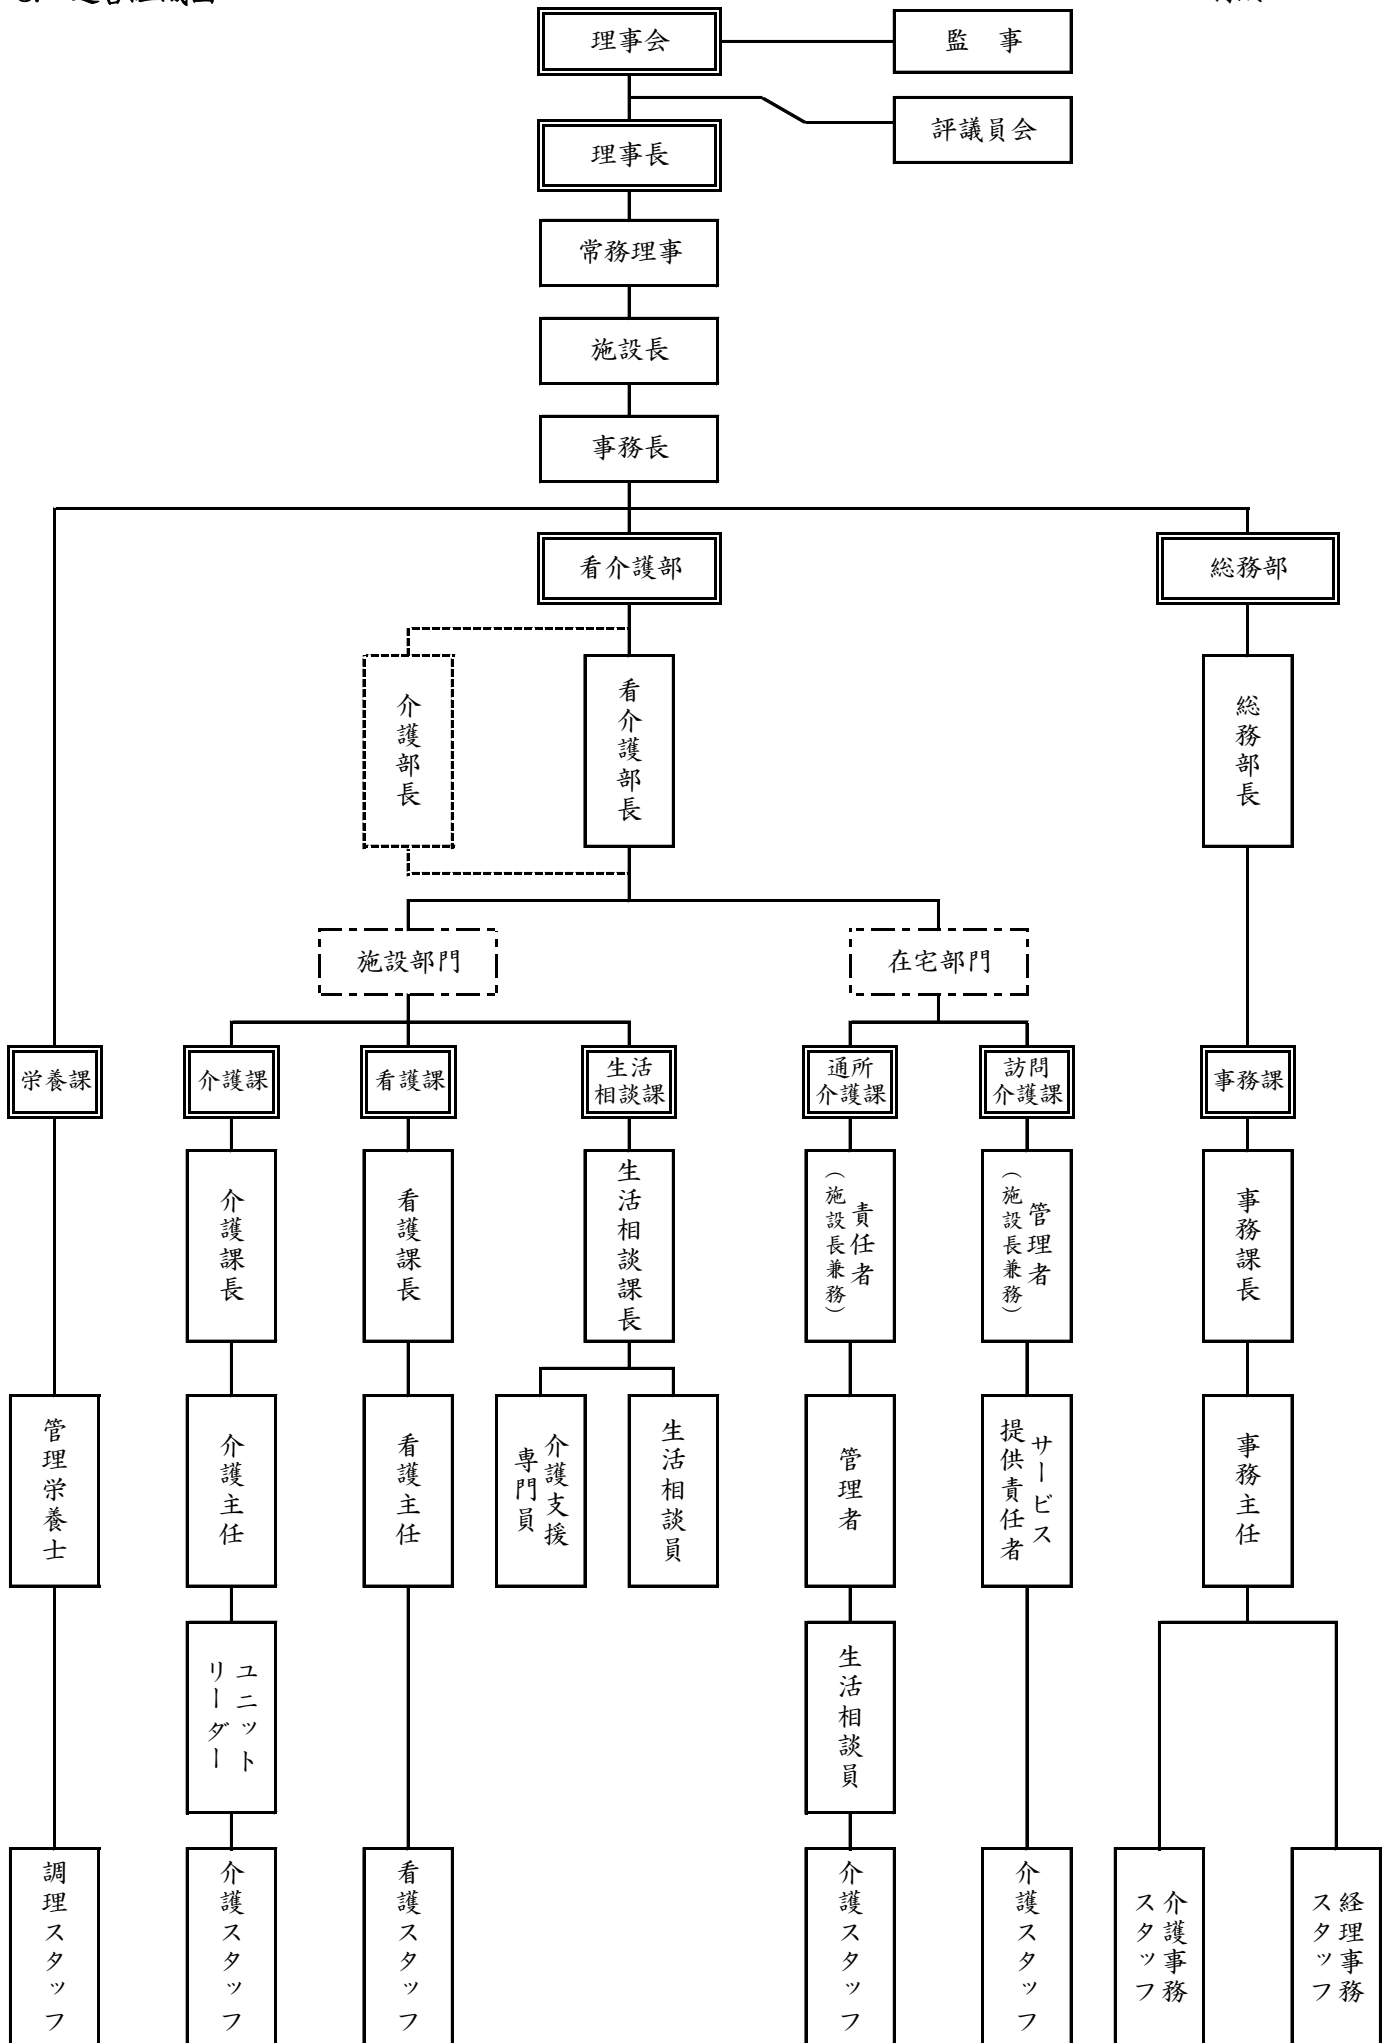 理事会
監 事
評議員会
理事長
常務理事
施設長
事務長
看介護部
総務部
介護部長
看介護部長
総務部長
施設部門
在宅部門
栄養課
介護課
看護課
生活
相談課
通所
介護課
訪問
介護課
事務課
介護課長
看護課長
生活相談課長
責任者
(施設長兼務)
管理者
(施設長兼務)
事務課長
管理栄養士
介護主任
看護主任
介護支援
専門員
生活相談員
管理者
サービス
提供責任者
事務主任
ユニット
リーダー
生活相談員
調理スタッフ
介護スタッフ
看護スタッフ
介護スタッフ
介護スタッフ
介護事務
スタッフ
経理事務
スタッフ